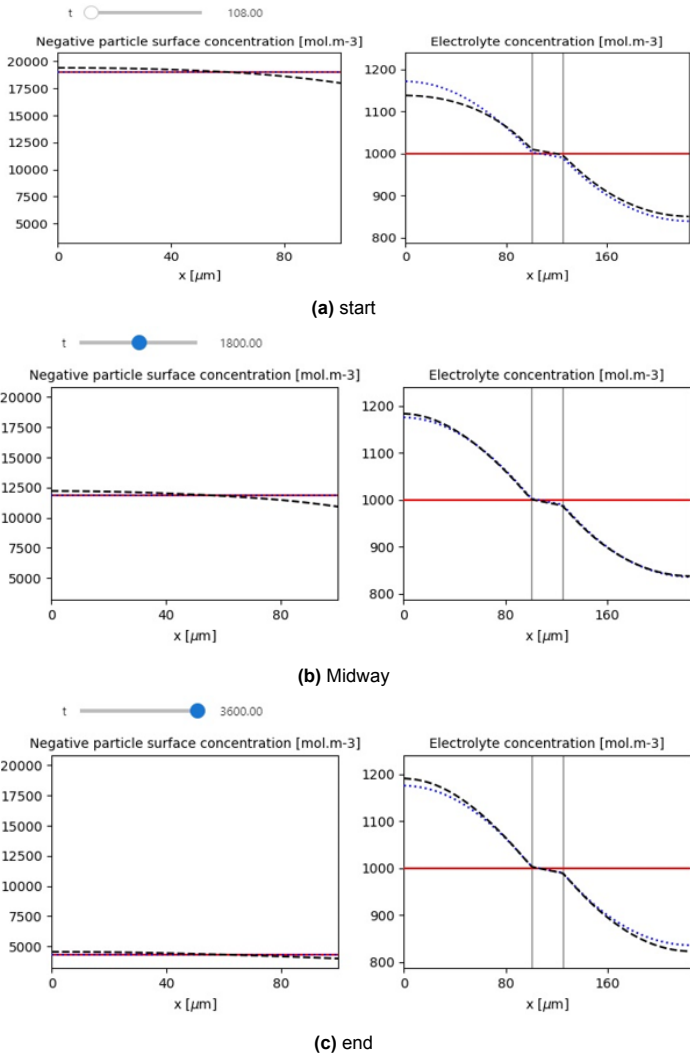 t 108.00
Negative particle surface concentration [mol.m-3]
20000
17500
15000
12500
10000
7500
5000
0 40 80
x [μm]
Electrolyte concentration [mol.m-3]
1200
1100
1000
900
800
0 80 160
x [μm]
(a) start
t 1800.00
Negative particle surface concentration [mol.m-3]
20000
17500
15000
12500
10000
7500
5000
0 40 80
x [μm]
Electrolyte concentration [mol.m-3]
1200
1100
1000
900
800
0 80 160
x [μm]
(b) Midway
t 3600.00
Negative particle surface concentration [mol.m-3]
20000
17500
15000
12500
10000
7500
5000
0 40 80
x [μm]
Electrolyte concentration [mol.m-3]
1200
1100
1000
900
800
0 80 160
x [μm]
(c) end